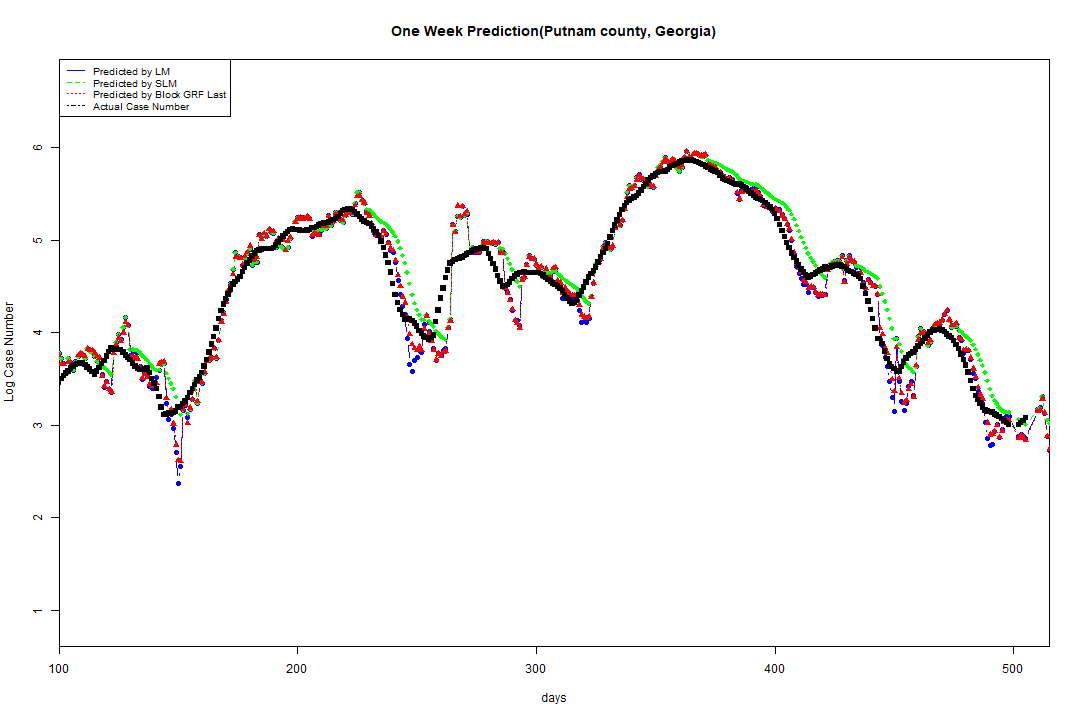 One Week Prediction(Putnam county, Georgia)
Predicted by LM
Predicted by SLM
Predicted by Block GRF Last
Actual Case Number
6
5
4
3
2
1
Log Case Number
100 200 300 400 500
days